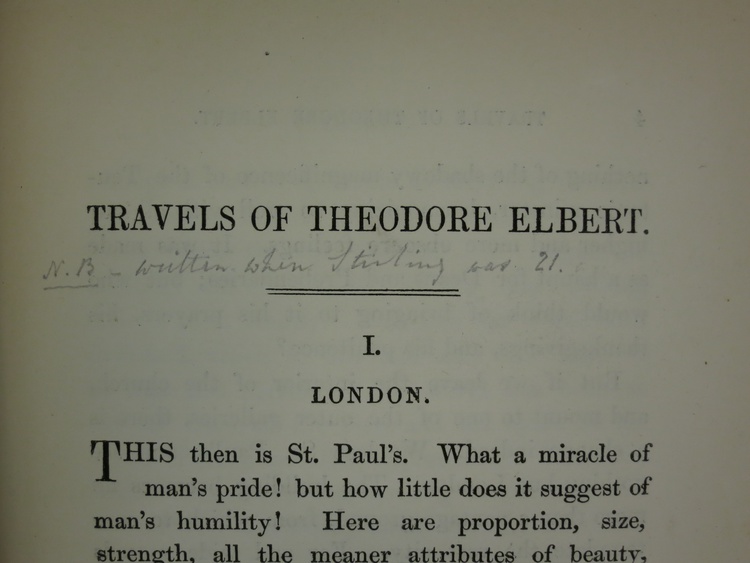 TRAVELS OF THEODORE ELBERT.
N.B - written when Stirling was 21.
I.
LONDON.
THIS then is St. Paul's. What a miracle of
man's pride! but how little does it suggest of
man's humility! Here are proportion, size,
strength, all the meaner attributes of beauty,